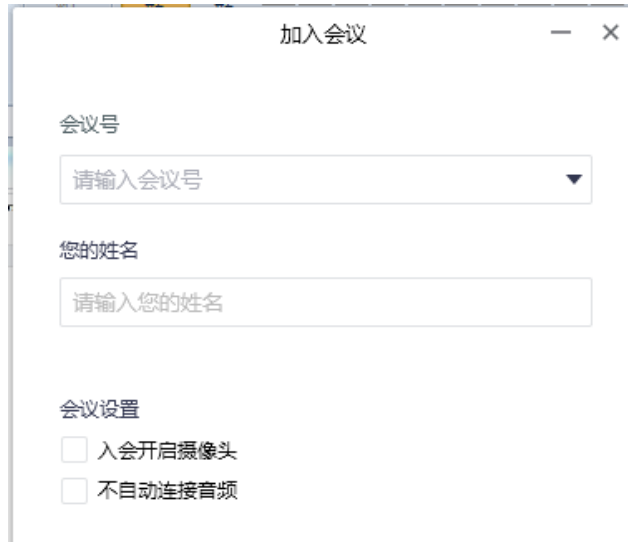 加入会议
会议号
请输入会议号
您的姓名
请输入您的姓名
会议设置
入会开启摄像头
不自动连接音频